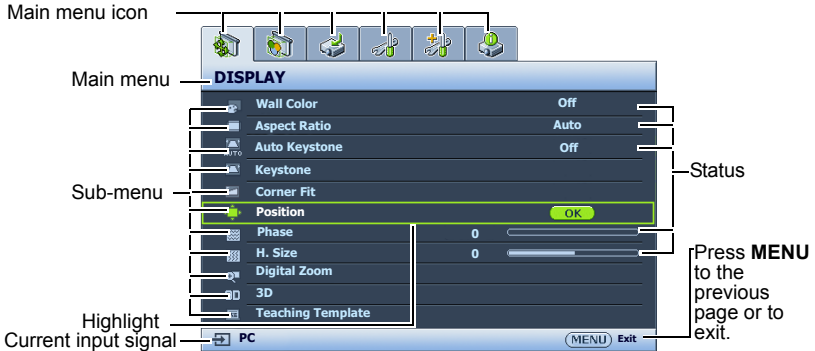 Main menu icon
Main menu
DISPLAY
Wall Color Off
Aspect Ratio Auto
AUTO Auto Keystone Off
Keystone
Status
Sub-menu
Corner Fit
Position OK
Phase 0
H. Size 0
Digital Zoom
3D 3D
Teaching Template
Press MENU
to the
previous
page or to
exit.
Highlight
Current input signal
PC MENU Exit